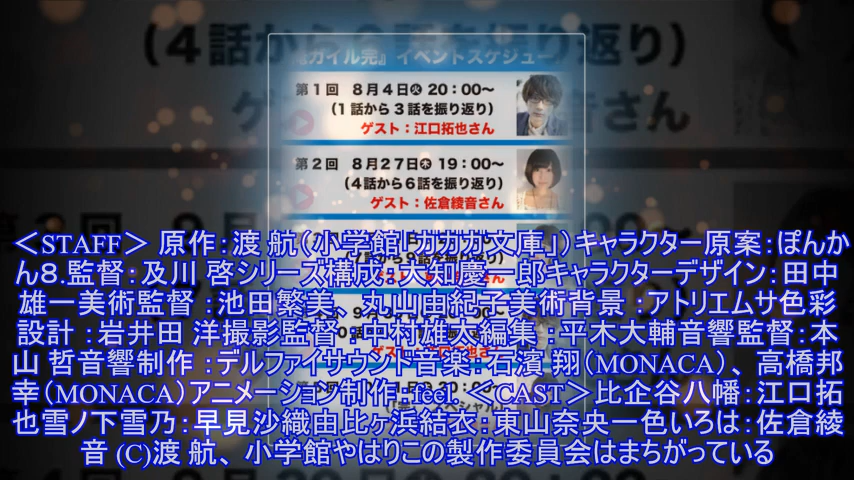 (4話から6話を振り返り)
俺ガイル完』イベントスケジュー
第1回 8月4日㊋ 20：00〜
(1話から3話を振り返り)
ゲスト：江口拓也さん
第2回 8月27日㊍ 19：00〜
(4話から6話を振り返り)
ゲスト：佐倉綾音さん
＜STAFF＞ 原作：渡 航（小学館「ガガガ文庫」）キャラクター原案：ぽんか
ん８.監督：及川 啓シリーズ構成：大知慶一郎キャラクターデザイン：田中
雄一美術監督 ：池田繁美、丸山由紀子美術背景 ：アトリエムサ色彩
設計 ：岩井田 洋撮影監督 ：中村雄太編集 ：平木大輔音響監督：本
山 哲音響制作 ：デルファイサウンド音楽：石濱 翔（MONACA）、高橋邦
幸（MONACA）アニメーション制作：feel. ＜CAST＞比企谷八幡：江口拓
也雪ノ下雪乃：早見沙織由比ヶ浜結衣：東山奈央一色いろは：佐倉綾
音 (C)渡 航、小学館やはりこの製作委員会はまちがっている